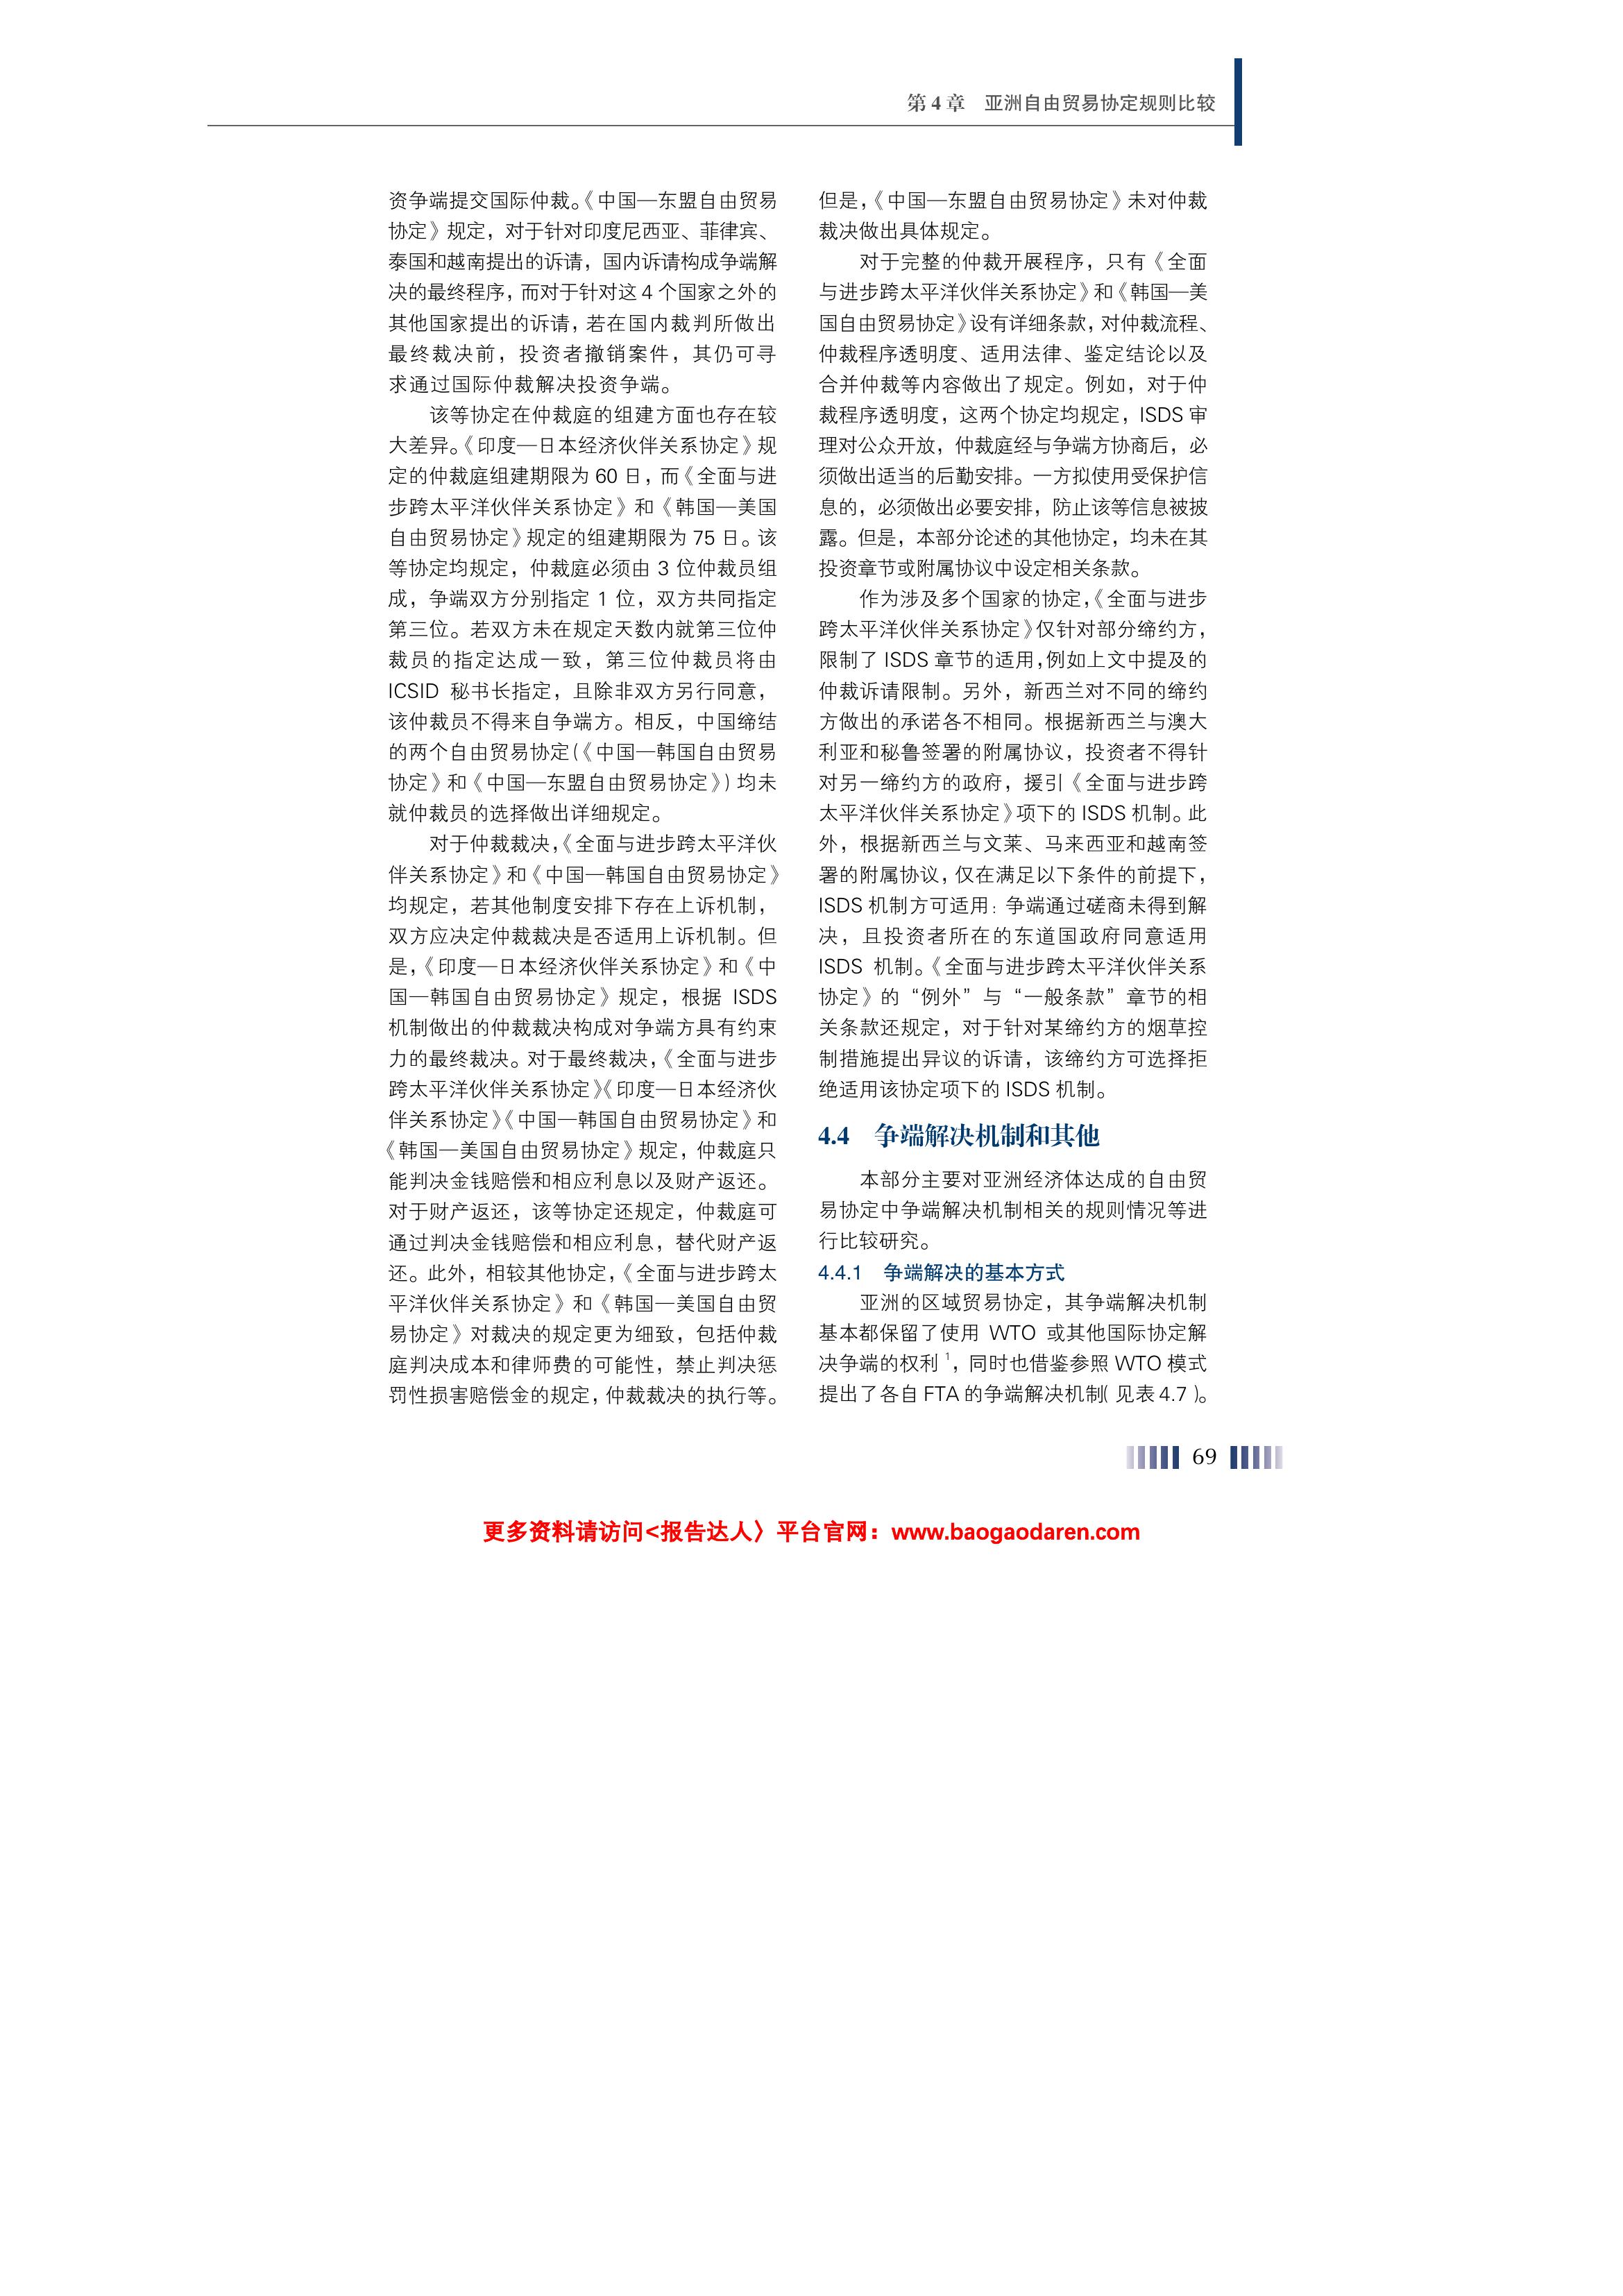 第 4 章　亚洲自由贸易协定规则比较
资争端提交国际仲裁。《中国—东盟自由贸易
协定》规定，对于针对印度尼西亚、菲律宾、
泰国和越南提出的诉请，国内诉请构成争端解
决的最终程序，而对于针对这 4 个国家之外的
其他国家提出的诉请，若在国内裁判所做出
最终裁决前，投资者撤销案件，其仍可寻
求通过国际仲裁解决投资争端。
该等协定在仲裁庭的组建方面也存在较
大差异。《印度—日本经济伙伴关系协定》规
定的仲裁庭组建期限为 60 日，而《全面与进
步跨太平洋伙伴关系协定》和《韩国—美国
自由贸易协定》规定的组建期限为 75 日。该
等协定均规定，仲裁庭必须由 3 位仲裁员组
成，争端双方分别指定 1 位，双方共同指定
第三位。若双方未在规定天数内就第三位仲
裁员的指定达成一致，第三位仲裁员将由
ICSID 秘书长指定，且除非双方另行同意，
该仲裁员不得来自争端方。相反，中国缔结
的两个自由贸易协定(《中国—韩国自由贸易
协定》和《中国—东盟自由贸易协定》) 均未
就仲裁员的选择做出详细规定。
对于仲裁裁决，《全面与进步跨太平洋伙
伴关系协定》和《中国—韩国自由贸易协定》
均规定，若其他制度安排下存在上诉机制，
双方应决定仲裁裁决是否适用上诉机制。但
是，《印度—日本经济伙伴关系协定》和《中
国—韩国自由贸易协定》规定，根据 ISDS
机制做出的仲裁裁决构成对争端方具有约束
力的最终裁决。对于最终裁决，《全面与进步
跨太平洋伙伴关系协定》《印度—日本经济伙
伴关系协定》《中国—韩国自由贸易协定》和
《韩国—美国自由贸易协定》规定，仲裁庭只
能判决金钱赔偿和相应利息以及财产返还。
对于财产返还，该等协定还规定，仲裁庭可
通过判决金钱赔偿和相应利息，替代财产返
还。此外，相较其他协定，《全面与进步跨太
平洋伙伴关系协定》和《韩国—美国自由贸
易协定》对裁决的规定更为细致，包括仲裁
庭判决成本和律师费的可能性，禁止判决惩
罚性损害赔偿金的规定，仲裁裁决的执行等。
但是，《中国—东盟自由贸易协定》未对仲裁
裁决做出具体规定。
对于完整的仲裁开展程序，只有《全面
与进步跨太平洋伙伴关系协定》和《韩国—美
国自由贸易协定》设有详细条款，对仲裁流程、
仲裁程序透明度、适用法律、鉴定结论以及
合并仲裁等内容做出了规定。例如，对于仲
裁程序透明度，这两个协定均规定，ISDS 审
理对公众开放，仲裁庭经与争端方协商后，必
须做出适当的后勤安排。一方拟使用受保护信
息的，必须做出必要安排，防止该等信息被披
露。但是，本部分论述的其他协定，均未在其
投资章节或附属协议中设定相关条款。
作为涉及多个国家的协定，《全面与进步
跨太平洋伙伴关系协定》仅针对部分缔约方，
限制了 ISDS 章节的适用，例如上文中提及的
仲裁诉请限制。另外，新西兰对不同的缔约
方做出的承诺各不相同。根据新西兰与澳大
利亚和秘鲁签署的附属协议，投资者不得针
对另一缔约方的政府，援引《全面与进步跨
太平洋伙伴关系协定》项下的 ISDS 机制。此
外，根据新西兰与文莱、马来西亚和越南签
署的附属协议，仅在满足以下条件的前提下，
ISDS 机制方可适用：争端通过磋商未得到解
决，且投资者所在的东道国政府同意适用
ISDS 机制。《全面与进步跨太平洋伙伴关系
协定》的“例外”与“一般条款”章节的相
关条款还规定，对于针对某缔约方的烟草控
制措施提出异议的诉请，该缔约方可选择拒
绝适用该协定项下的 ISDS 机制。
4.4　争端解决机制和其他
本部分主要对亚洲经济体达成的自由贸
易协定中争端解决机制相关的规则情况等进
行比较研究。
4.4.1　争端解决的基本方式
亚洲的区域贸易协定，其争端解决机制
基本都保留了使用 WTO 或其他国际协定解
决争端的权利 1，同时也借鉴参照 WTO 模式
提出了各自 FTA 的争端解决机制( 见表 4.7 )。
69
更多资料请访问<报告达人〉平台官网：www.baogaodaren.com